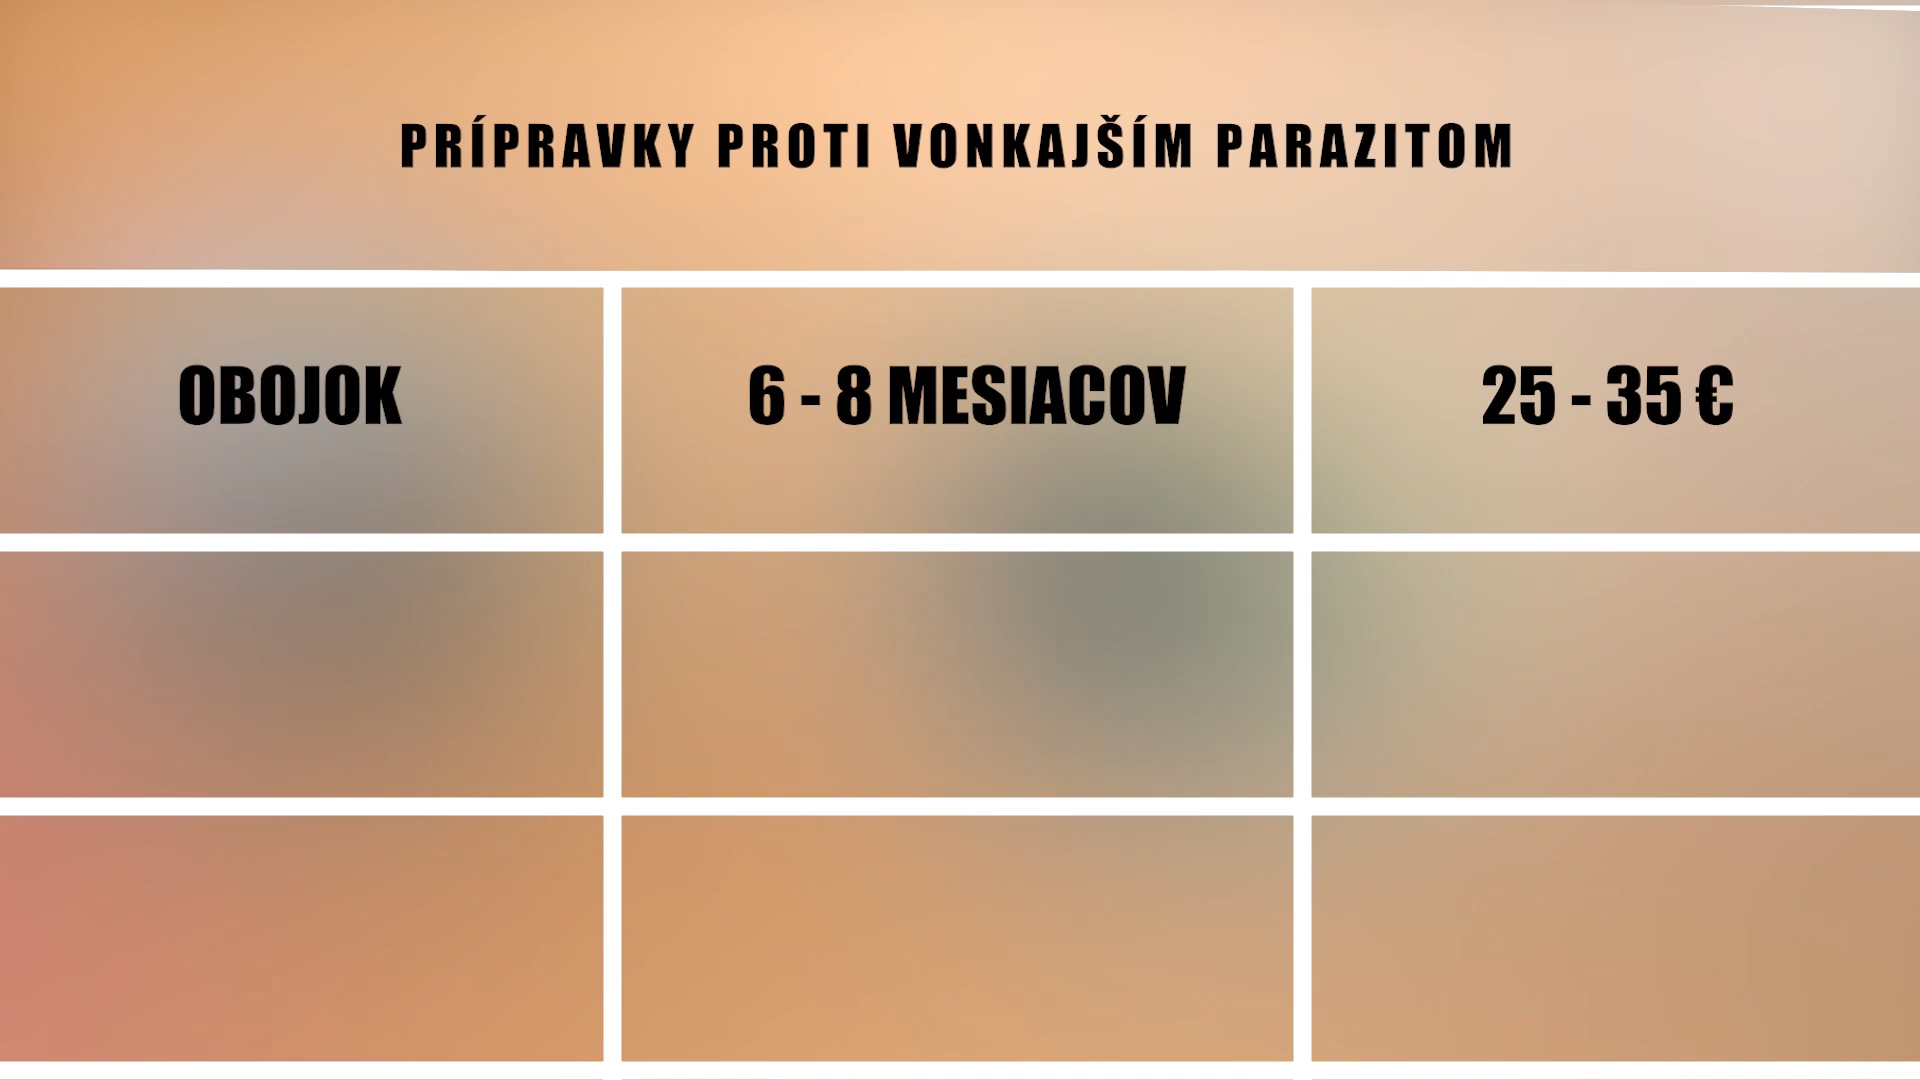 PRÍPRAVKY PROTI VONKAJŠÍM PARAZITOM
OBOJOK
6 - 8 MESIACOV
25 - 35 €